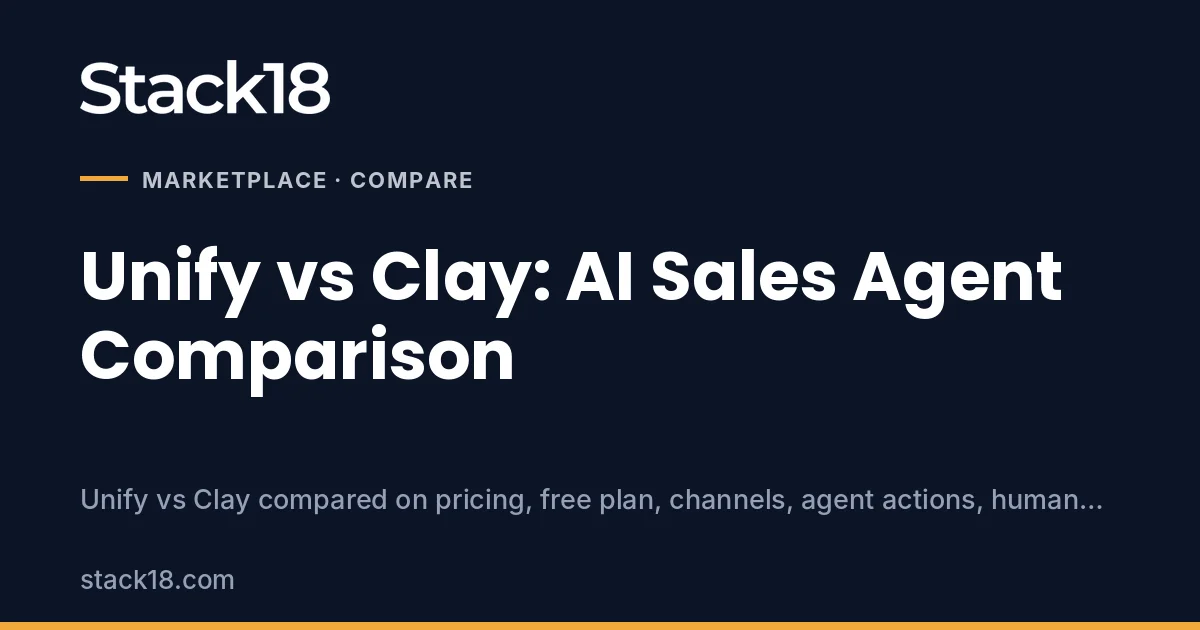 Stack18
MARKETPLACE · COMPARE
Unify vs Clay: AI Sales Agent
Comparison
Unify vs Clay compared on pricing, free plan, channels, agent actions, human...
stack18.com